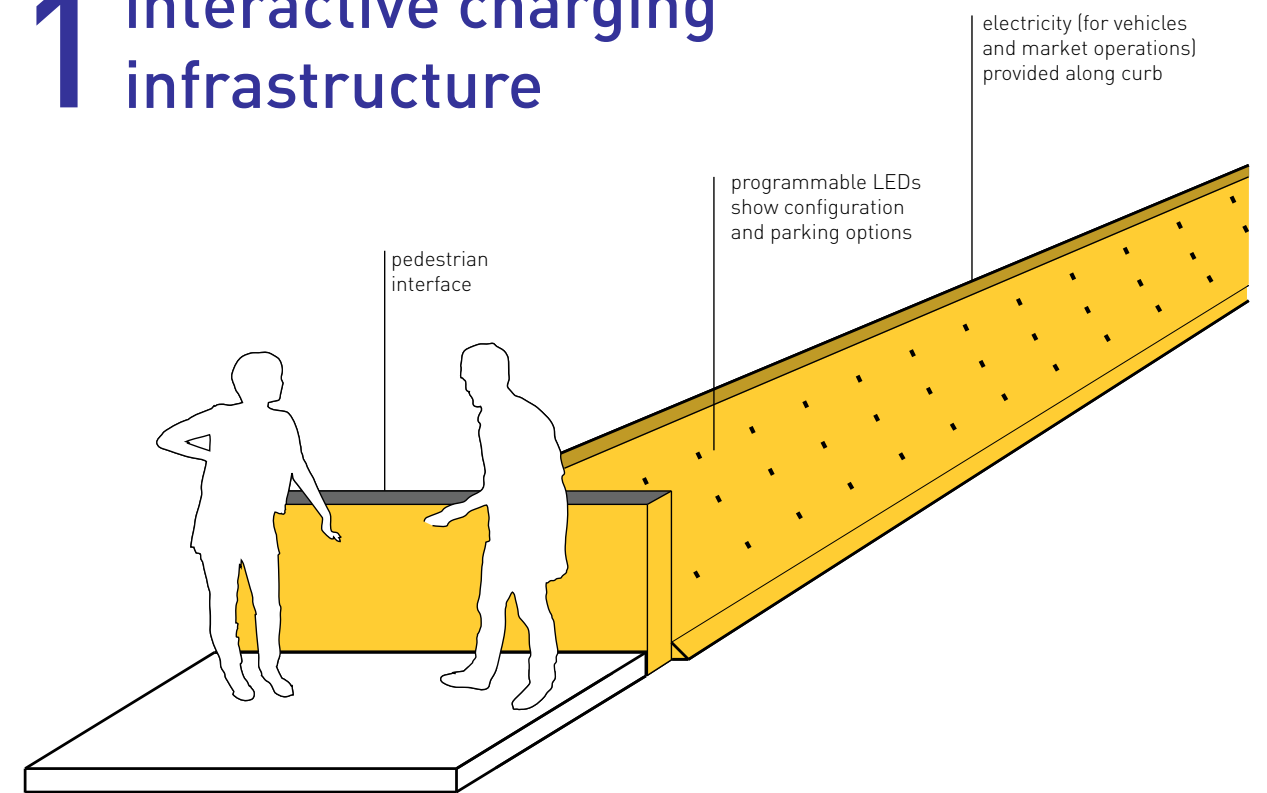 1
interactive charging
infrastructure
electricity (for vehicles
and market operations)
provided along curb
programmable LEDs
show configuration
and parking options
pedestrian
interface